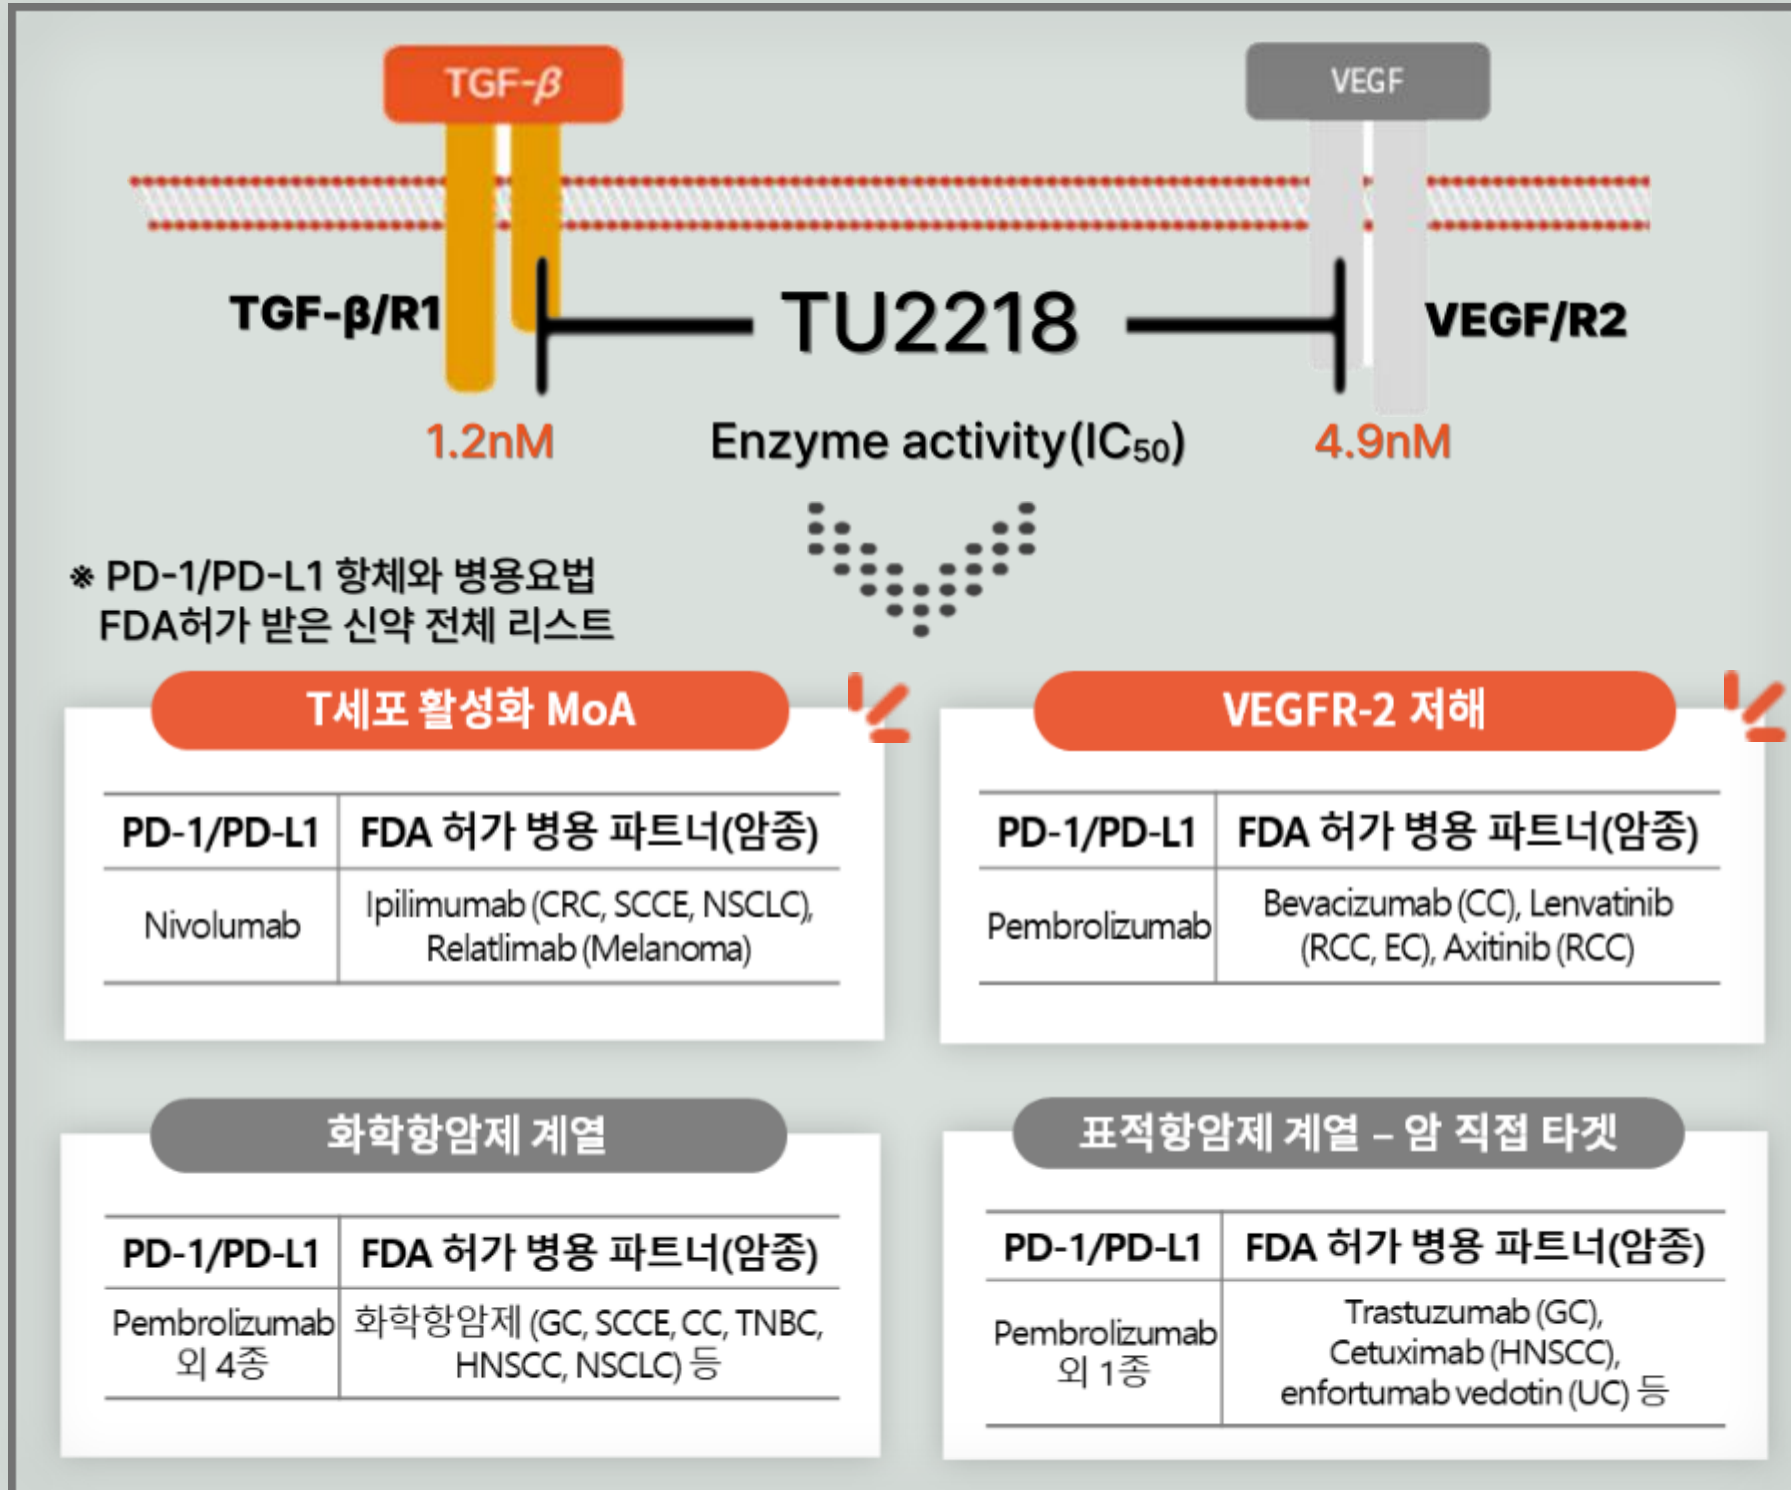 TGF-β
VEGF
TGF-β/R1
TU2218
VEGF/R2
1.2nM
Enzyme activity(IC₅₀)
4.9nM
※ PD-1/PD-L1 항체와 병용요법
FDA허가 받은 신약 전체 리스트
T세포 활성화 MoA
PD-1/PD-L1
FDA 허가 병용 파트너(암종)
Nivolumab
Ipilimumab (CRC, SCCE, NSCLC),
Relatlimab (Melanoma)
VEGFR-2 저해
PD-1/PD-L1
FDA 허가 병용 파트너(암종)
Pembrolizumab
Bevacizumab (CC), Lenvatinib
(RCC, EC), Axitinib (RCC)
화학항암제 계열
PD-1/PD-L1
FDA 허가 병용 파트너(암종)
Pembrolizumab
외 4종
화학항암제 (GC, SCCE, CC, TNBC,
HNSCC, NSCLC) 등
표적항암제 계열 – 암 직접 타겟
PD-1/PD-L1
FDA 허가 병용 파트너(암종)
Pembrolizumab
외 1종
Trastuzumab (GC),
Cetuximab (HNSCC),
enfortumab vedotin (UC) 등